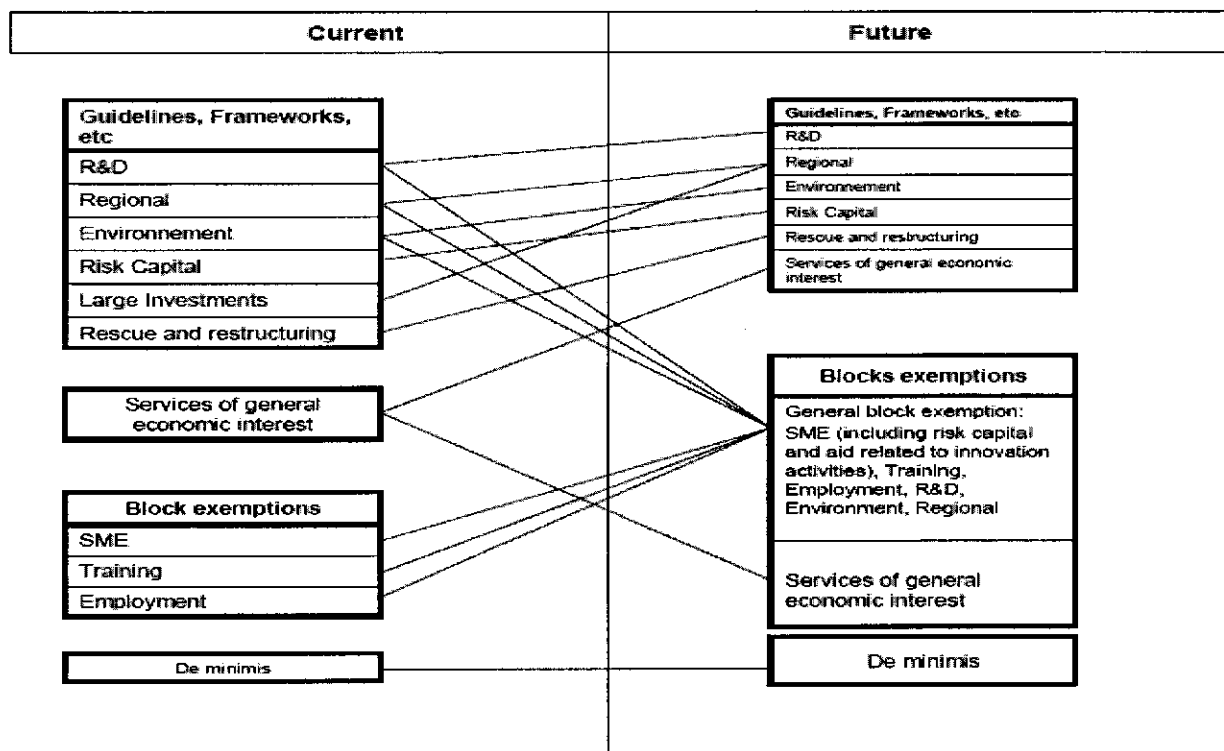 Current
Future
Guidelines, Frameworks,
etc
R&D
Regional
Environnement
Risk Capital
Large Investments
Rescue and restructuring
Services of general
economic interest
Block exemptions
SME
Training
Employment
De minimis
Guidelines, Frameworks, etc
R&D
Regional
Environnement
Risk Capital
Rescue and restructuring
Services of general economic
interest
Blocks exemptions
General block exemption:
SME (including risk capital
and aid related to innovation
activities), Training,
Employment, R&D,
Environment, Regional
Services of general
economic interest
De minimis